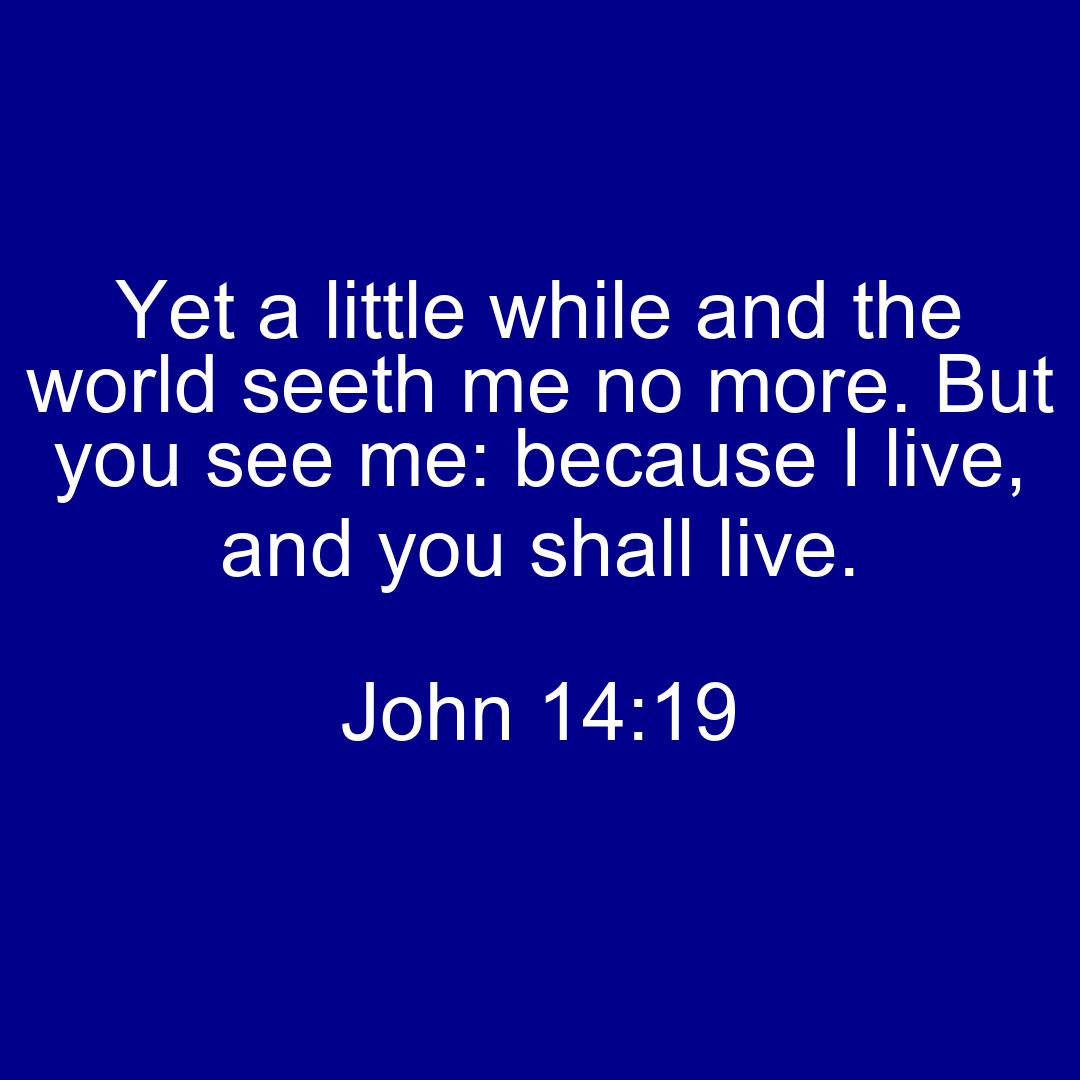 Yet a little while and the
world seeth me no more. But
you see me: because I live,
and you shall live.
John 14:19